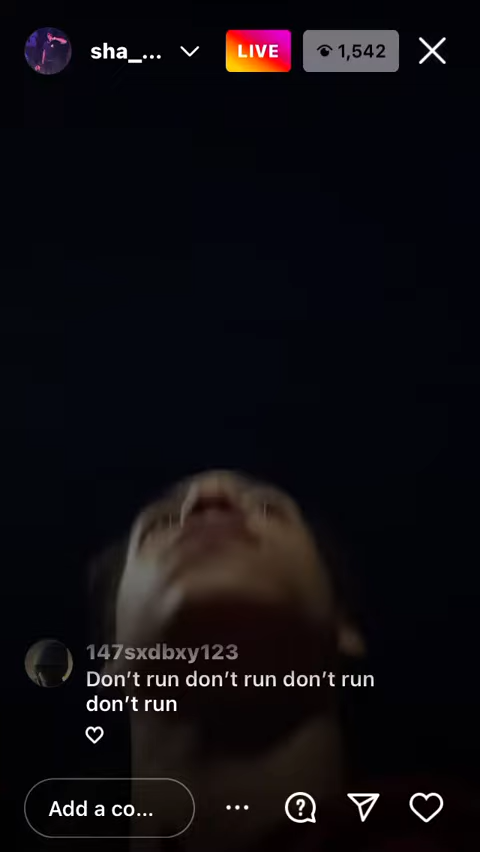 sha_...
LIVE
1,542
147sxdbxy123
Don't run don't run don't run
don't run
Add a co...